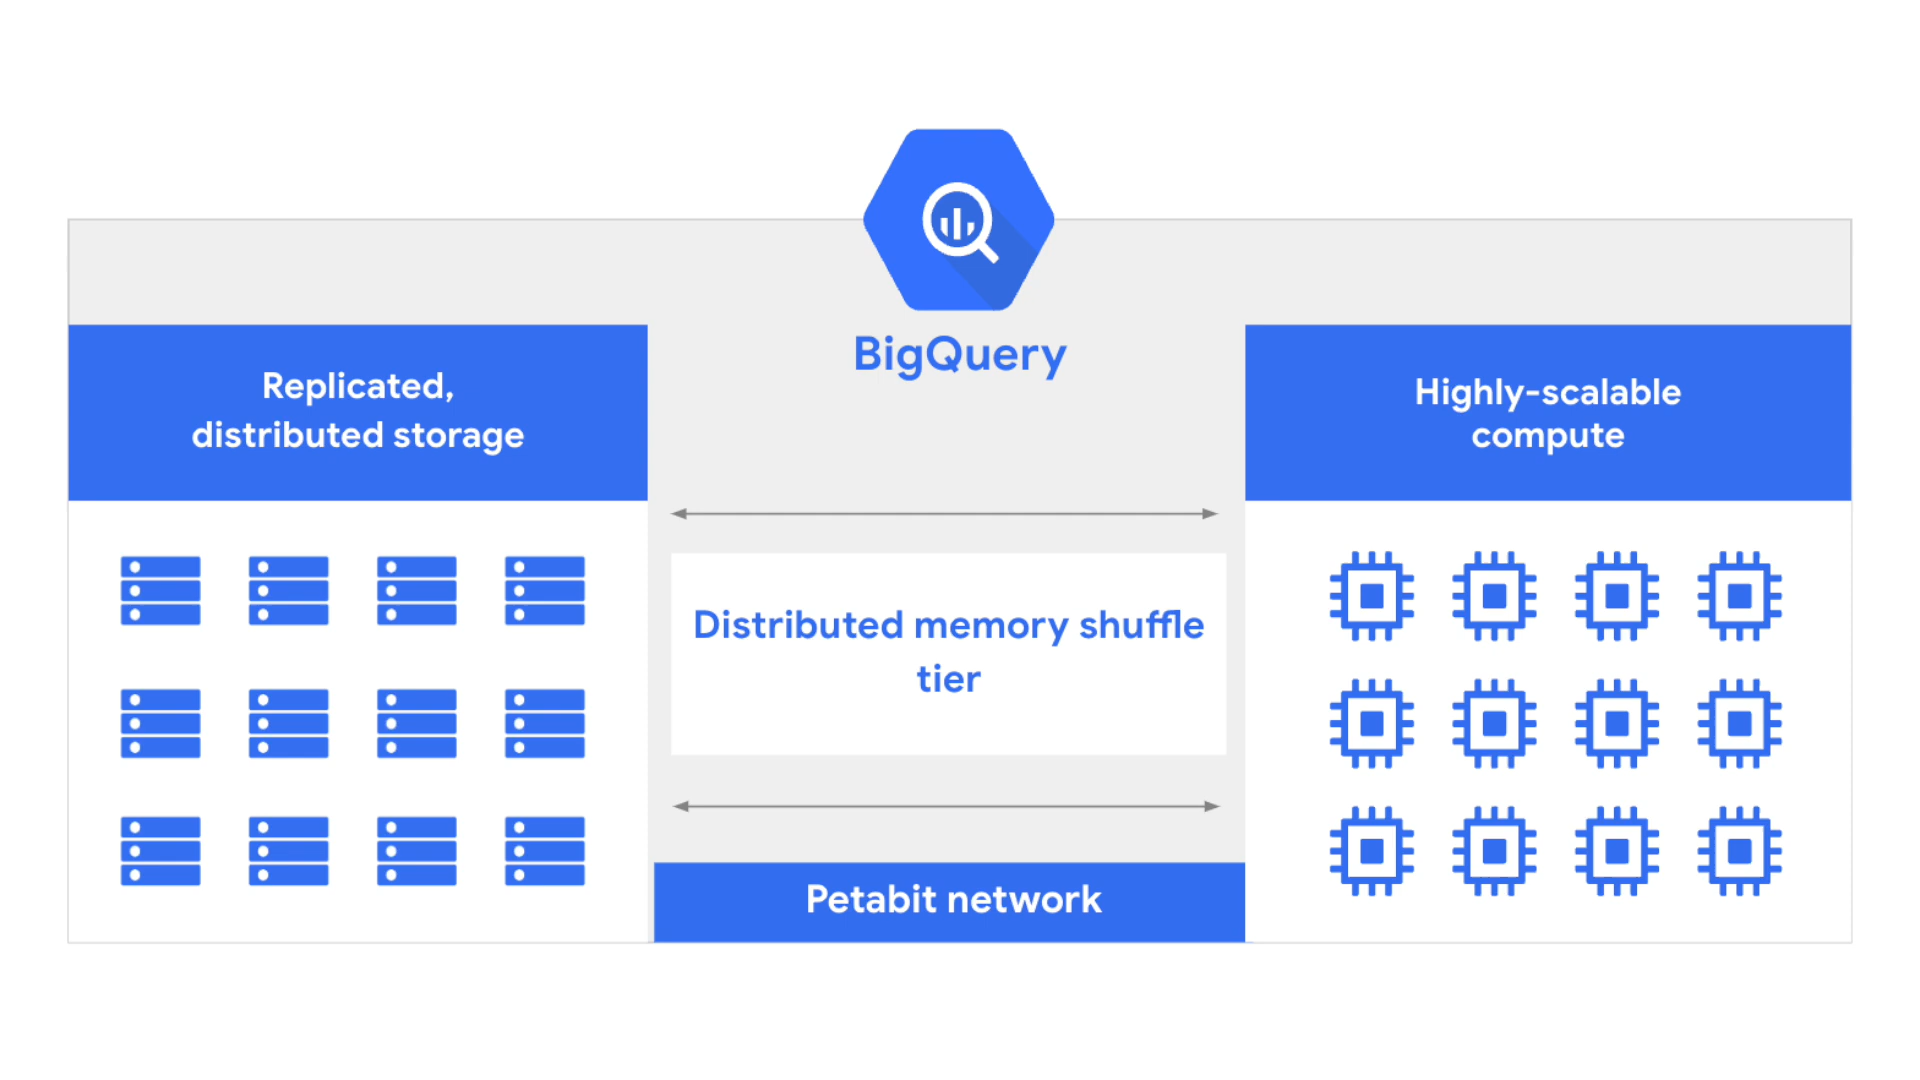 BigQuery
Replicated,
distributed storage
Highly-scalable
compute
Distributed memory shuffle
tier
Petabit network